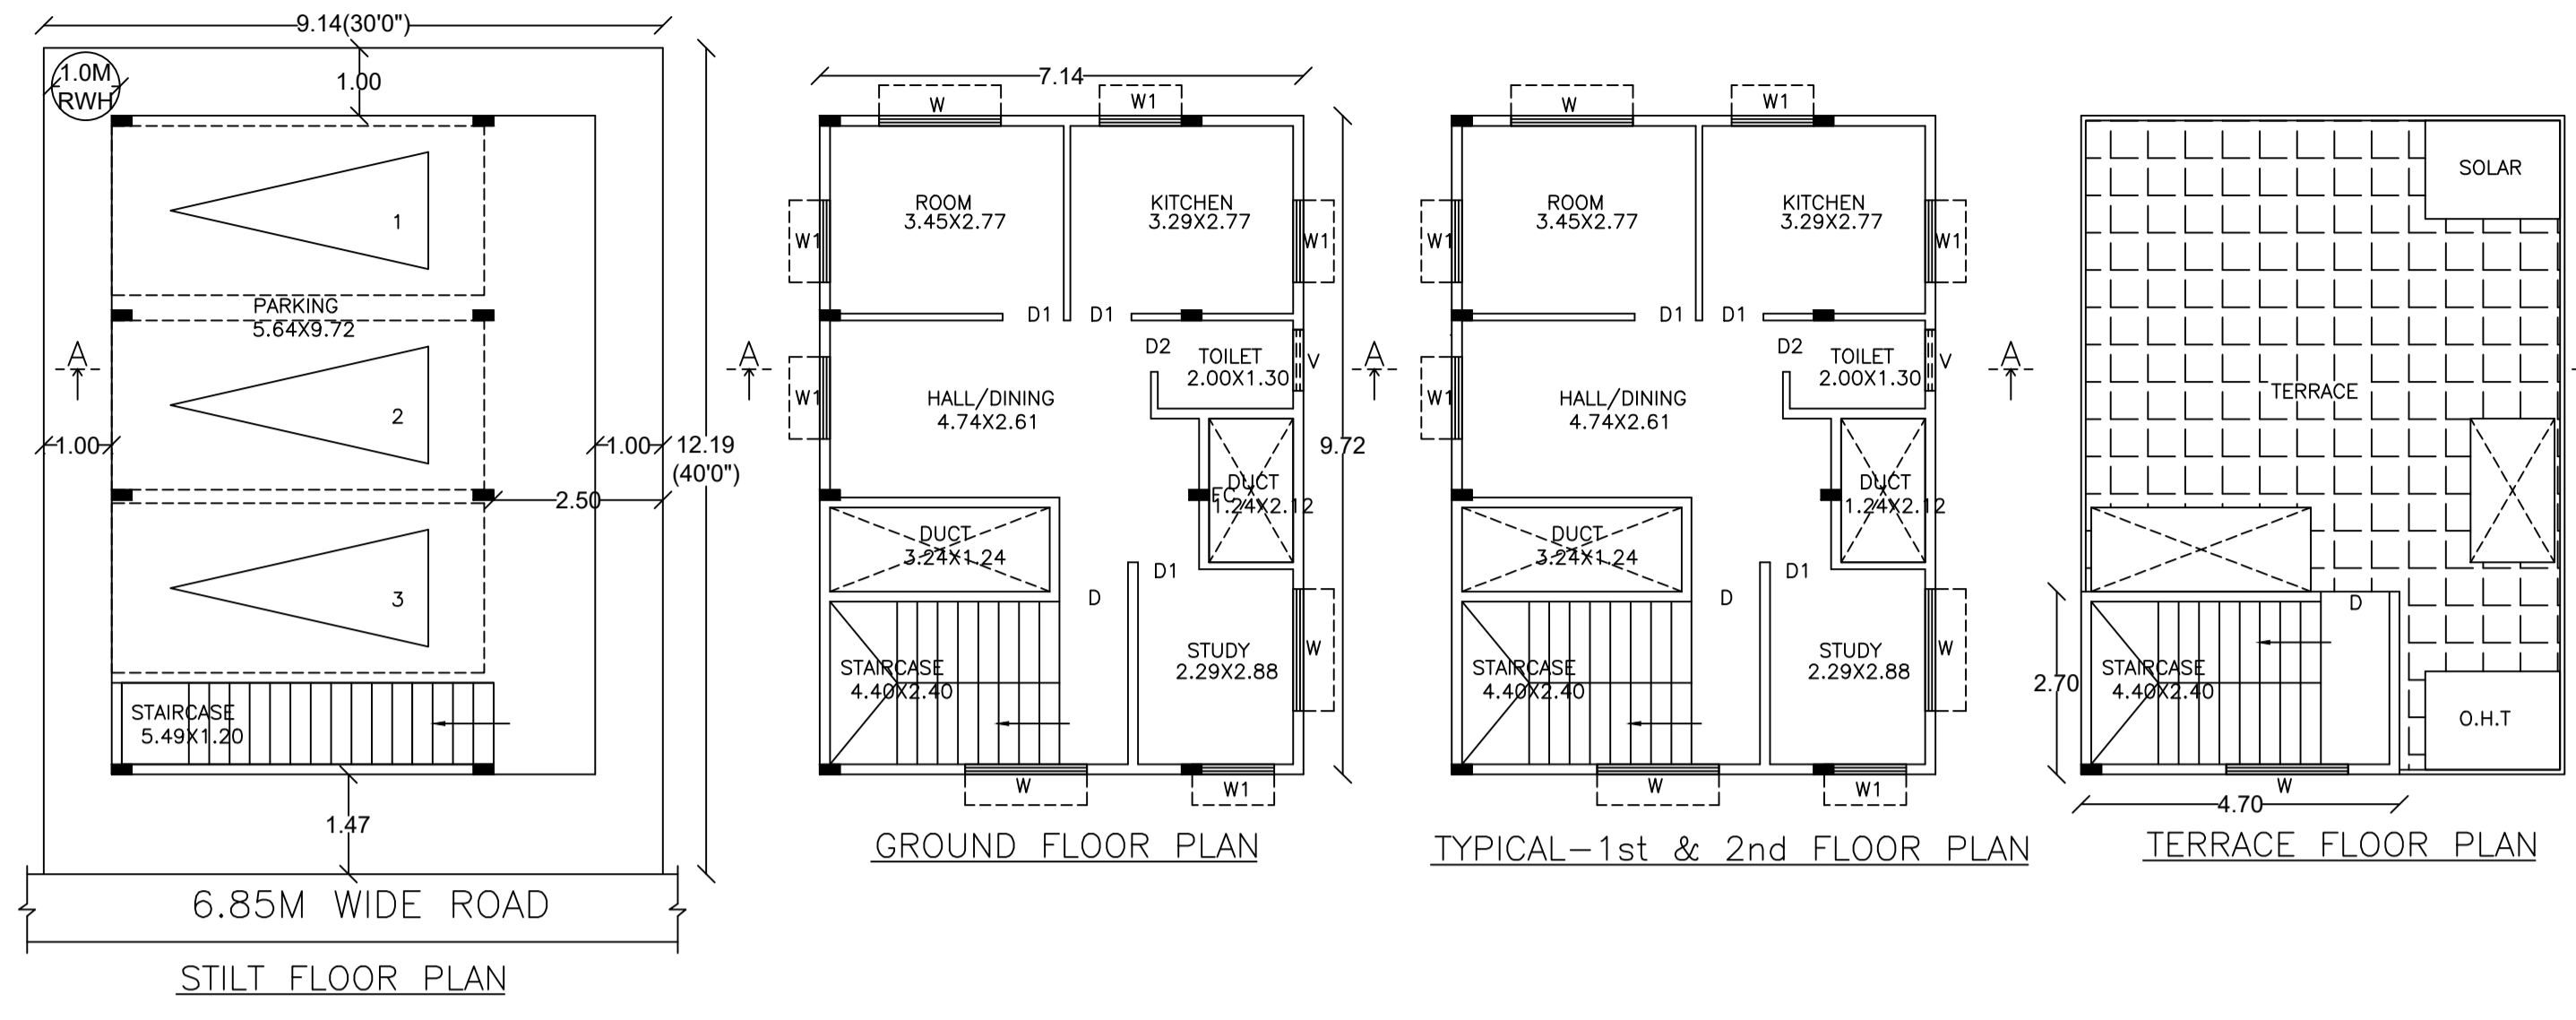 9.14(30'0")
1.0M
RWH
1.00
1
PARKING
5.64X9.72
A
2
1.00
1.00
12.19
(40'0")
2.50
3
STAIRCASE
5.49X1.20
1.47
6.85M WIDE ROAD
STILT FLOOR PLAN
7.14
W
W1
ROOM
3.45X2.77
KITCHEN
3.29X2.77
W1
W1
D1
D1
A
D2
TOILET
2.00X1.30
V
A
W1
HALL/DINING
4.74X2.61
9.72
DUCT
FC
1.24X2.12
DUCT
3.24X1.24
D1
D
STUDY
2.29X2.88
W
STAIRCASE
4.40X2.40
W
W1
GROUND FLOOR PLAN
W
W1
ROOM
3.45X2.77
KITCHEN
3.29X2.77
W1
W1
D1
D1
D2
TOILET
2.00X1.30
V
A
W1
HALL/DINING
4.74X2.61
DUCT
1.24X2.12
DUCT
3.24X1.24
D1
D
STUDY
2.29X2.88
W
STAIRCASE
4.40X2.40
W
W1
TYPICAL-1st & 2nd FLOOR PLAN
SOLAR
TERRACE
D
STAIRCASE
4.40X2.40
2.70
O.H.T
W
4.70
TERRACE FLOOR PLAN